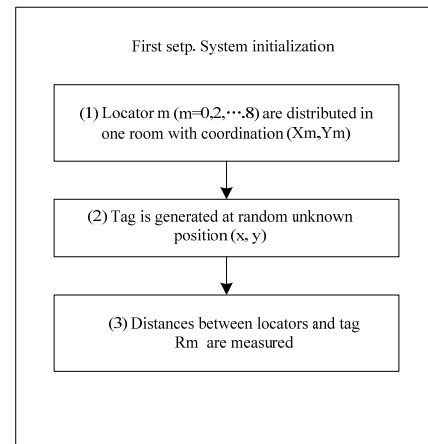 First setp. System initialization
(1) Locator m (m=0,2,⋯.8) are distributed in
one room with coordination (Xm,Ym)
(2) Tag is generated at random unknown
position (x, y)
(3) Distances between locators and tag
Rm are measured